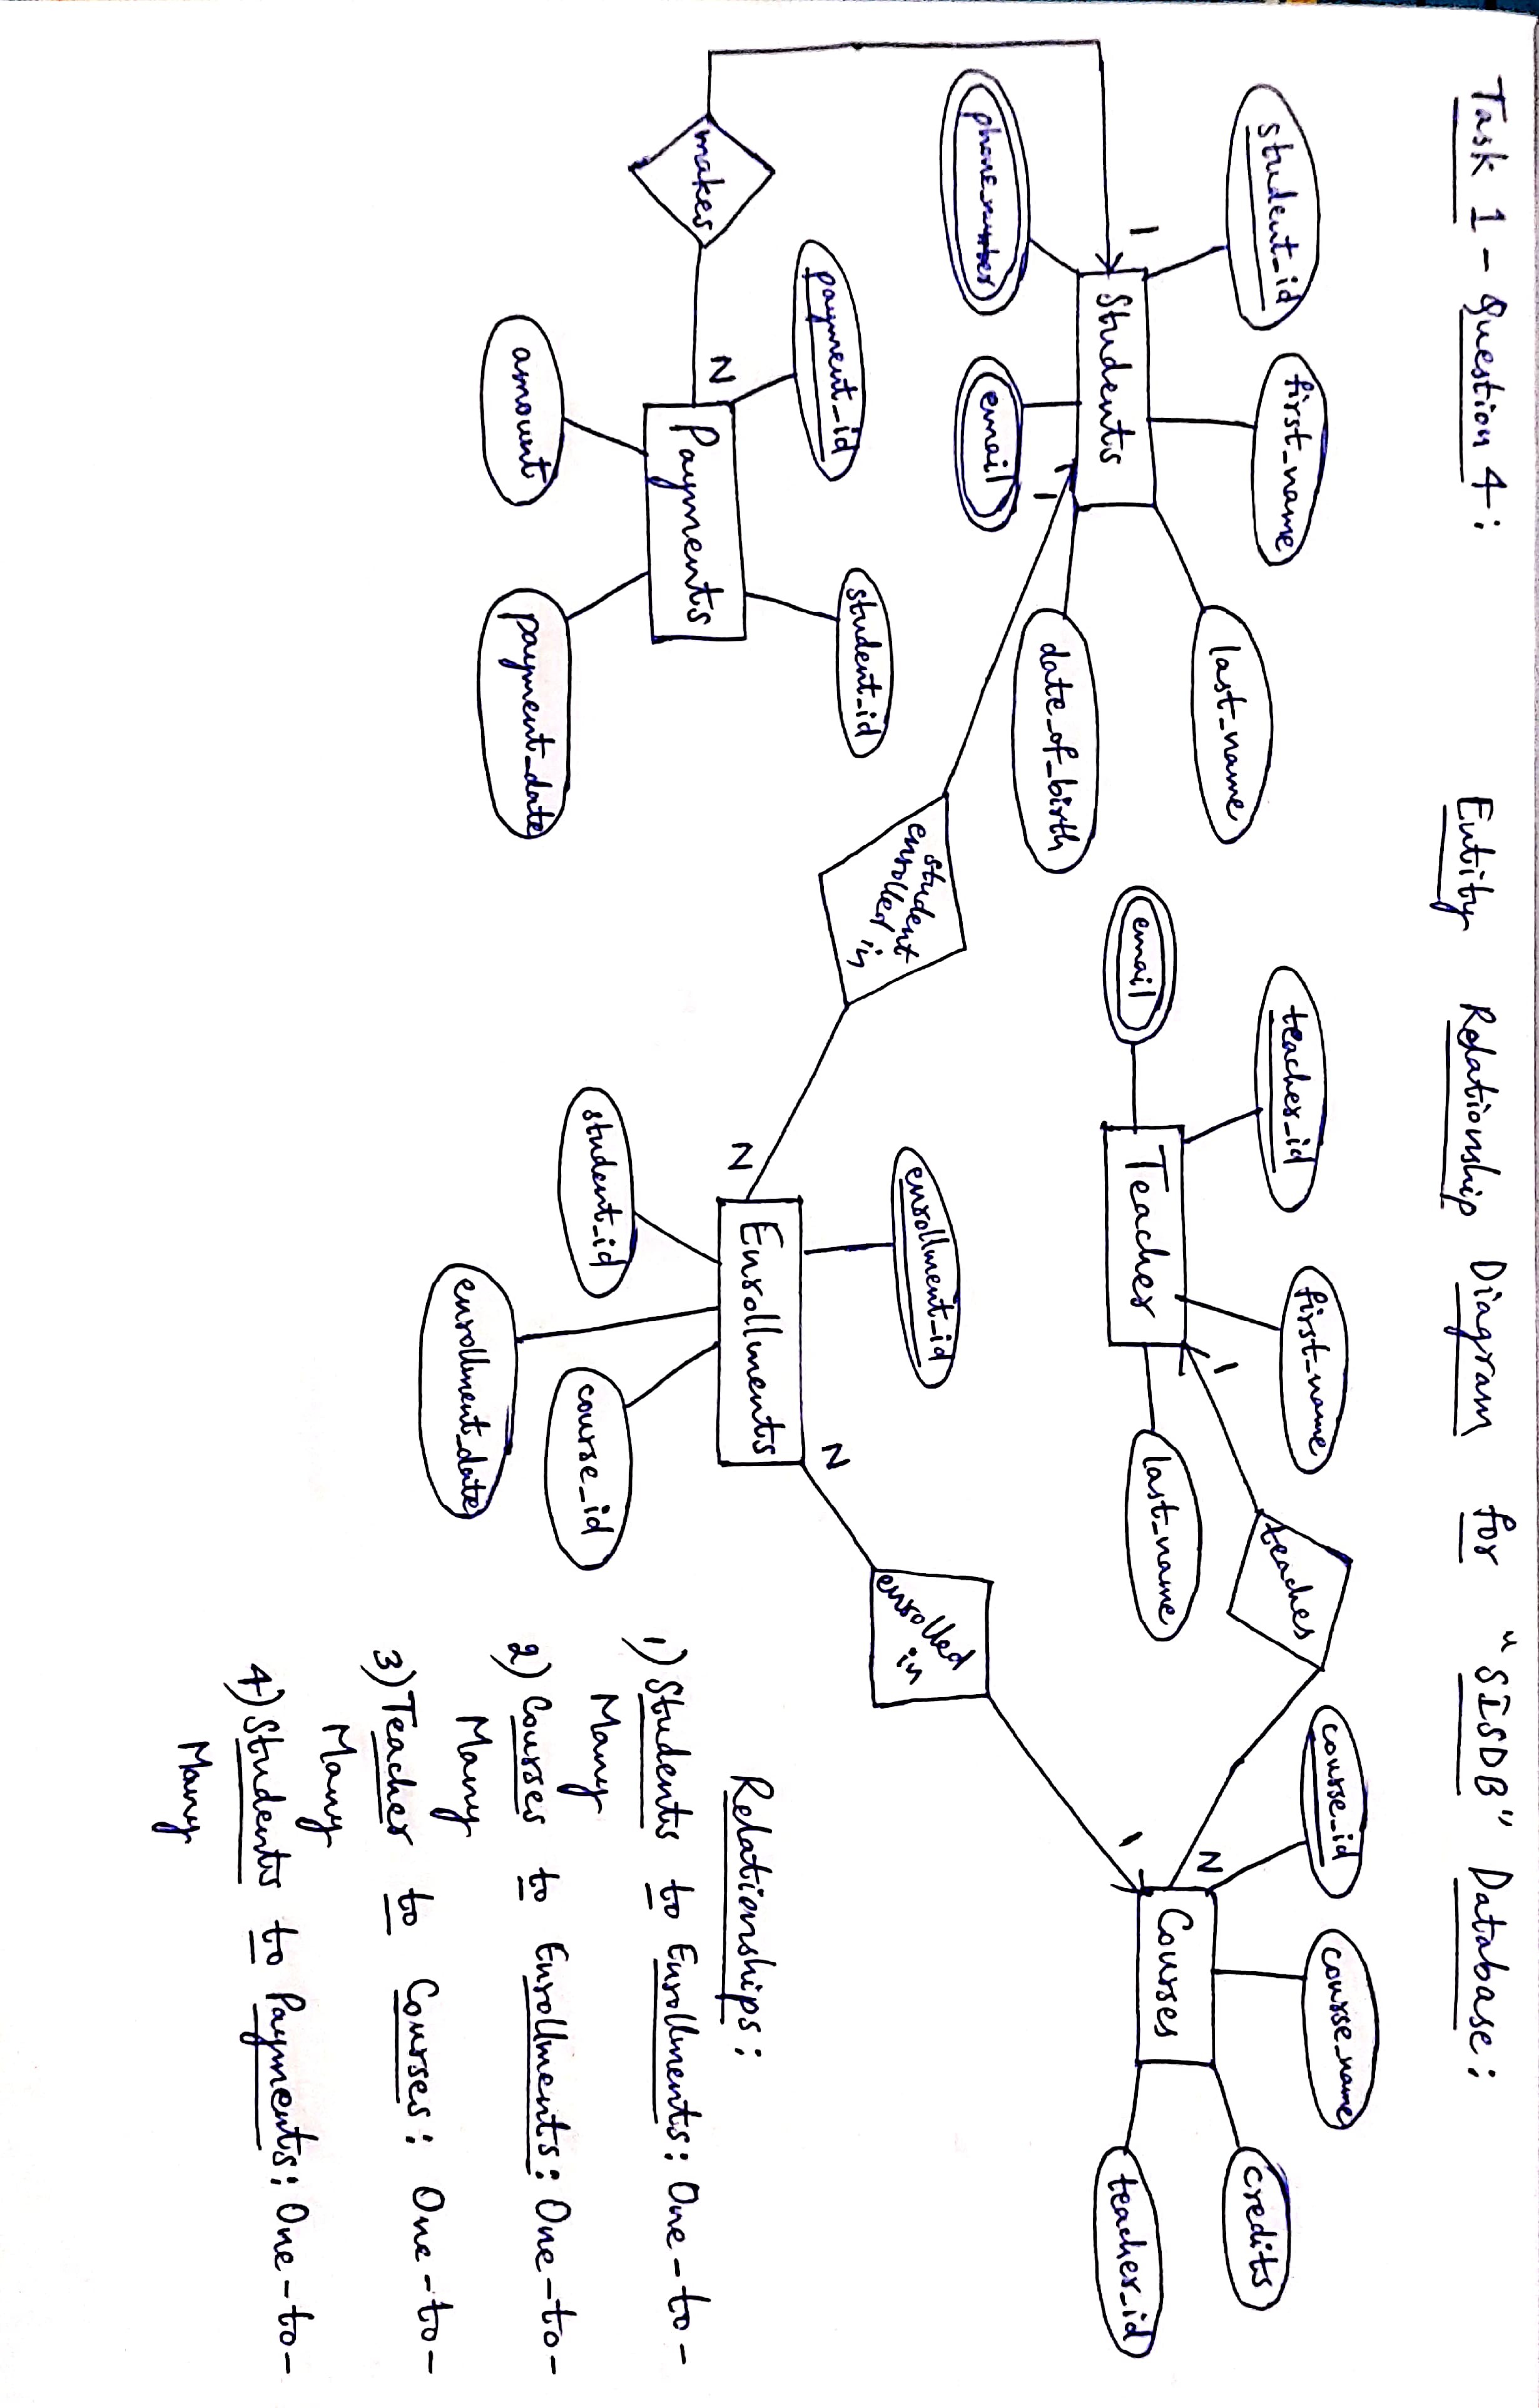 Task 1 - Question 4: Entity Relationship Diagram for "SISDB" Database:
student_id
first_name
last_name
phone_number
email
date_of_birth
Students
1
1
makes
N
payment_id
student_id
Payments
amount
payment_date
student
enrolled in
N
teacher_id
first_name
email
Teacher
last_name
1
teaches
N
course_id
course_name
Courses
credits
teacher_id
1
enrollment_id
Enrollments
student_id
course_id
enrollment_date
N
enrolled
in
Relationships:
1) Students to Enrollments: One-to-
Many
2) Courses to Enrollments: One-to-
Many
3) Teacher to Courses: One-to-
Many
4) Students to Payments: One-to-
Many